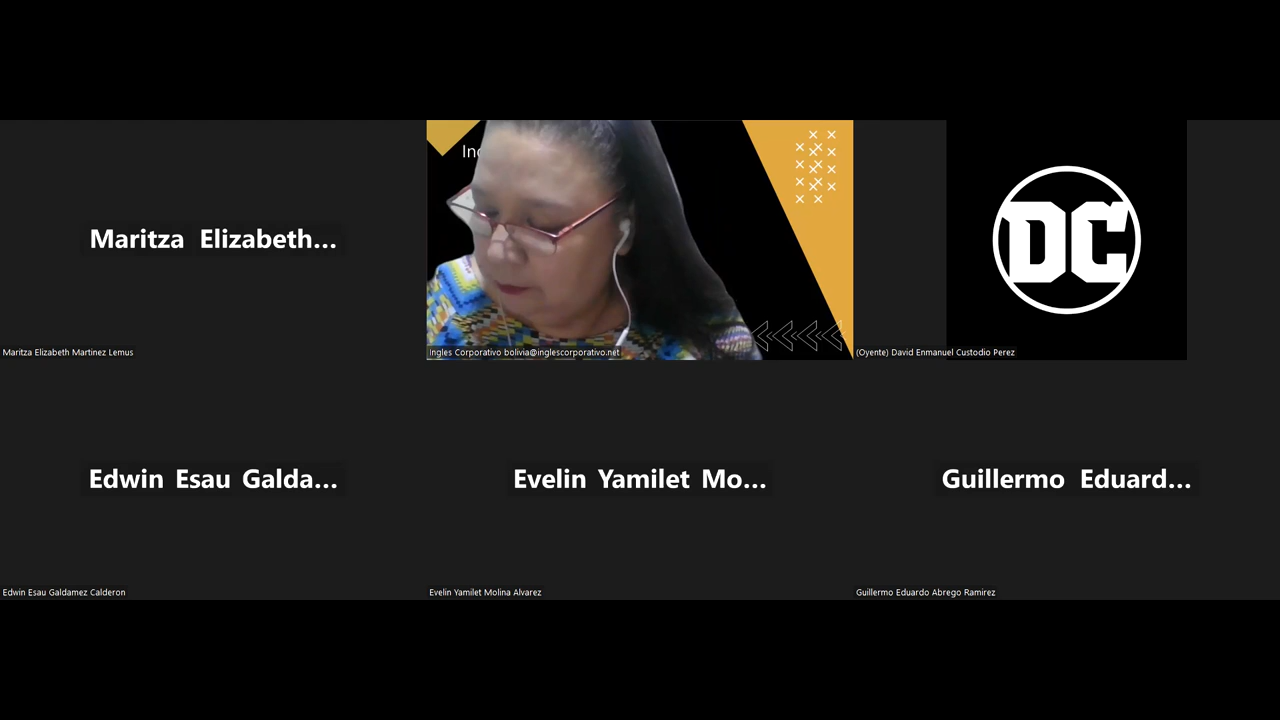 Maritza Elizabeth...
Maritza Elizabeth Martinez Lemus
In
Ingles Corporativo bolivia@inglescorporativo.net
DC
(Oyente) David Enmanuel Custodio Perez
Edwin Esau Galda...
Edwin Esau Galdamez Calderon
Evelin Yamilet Mo...
Evelin Yamilet Molina Alvarez
Guillermo Eduard...
Guillermo Eduardo Abrego Ramirez